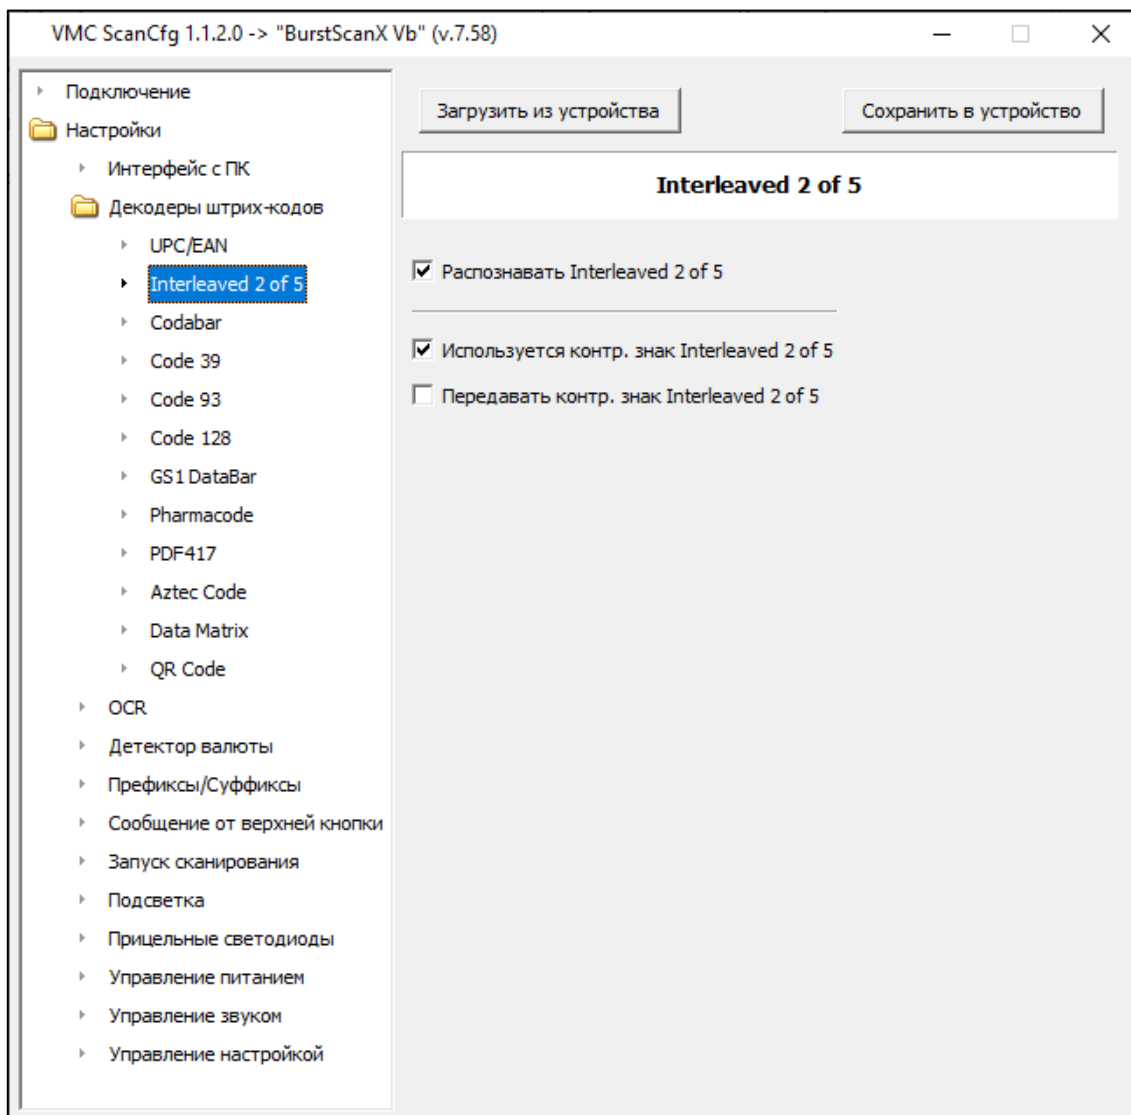 VMC ScanCfg 1.1.2.0 -> "BurstScanX Vb" (v.7.58)
Подключение
Настройки
Интерфейс с ПК
Декодеры штрих-кодов
UPC/EAN
Interleaved 2 of 5
Codabar
Code 39
Code 93
Code 128
GS1 DataBar
Pharmacode
PDF417
Aztec Code
Data Matrix
QR Code
OCR
Детектор валюты
Префиксы/Суффиксы
Сообщение от верхней кнопки
Запуск сканирования
Подсветка
Прицельные светодиоды
Управление питанием
Управление звуком
Управление настройкой
Загрузить из устройства
Сохранить в устройство
Interleaved 2 of 5
Распознавать Interleaved 2 of 5
Используется контр. знак Interleaved 2 of 5
Передавать контр. знак Interleaved 2 of 5